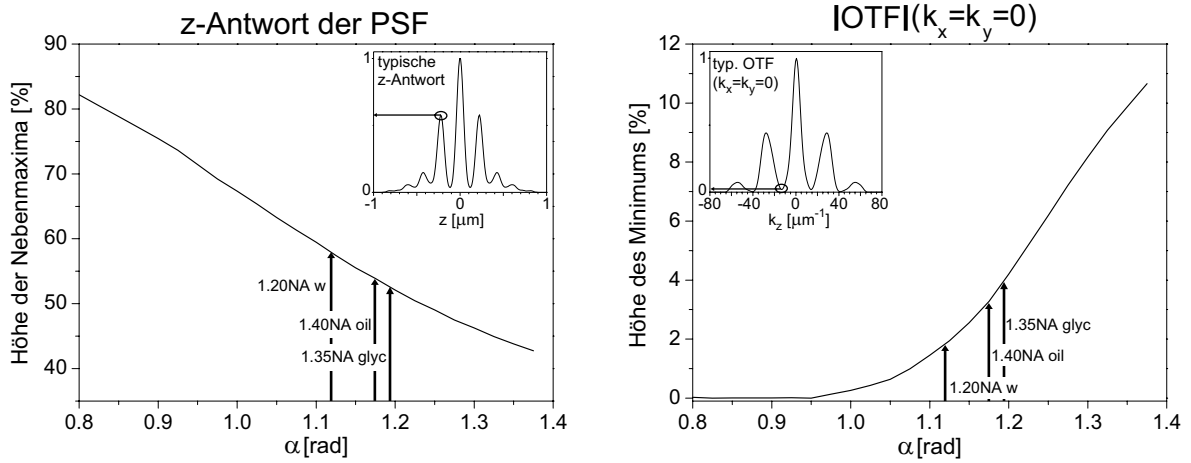 z-Antwort der PSF
Höhe der Nebenmaxima [%]
90
80
70
60
50
40
0.8 0.9 1.0 1.1 1.2 1.3 1.4
α [rad]
1.20NA w
1.40NA oil
1.35NA glyc
typische
z-Antwort
1
0
-1 0 1
z [μm]
|OTF|(kx=ky=0)
Höhe des Minimums [%]
12
10
8
6
4
2
0
0.8 0.9 1.0 1.1 1.2 1.3 1.4
α [rad]
1.35NA glyc
1.40NA oil
1.20NA w
typ. OTF
(kx=ky=0)
1
0
-80 -40 0 40 80
kz [μm⁻¹]